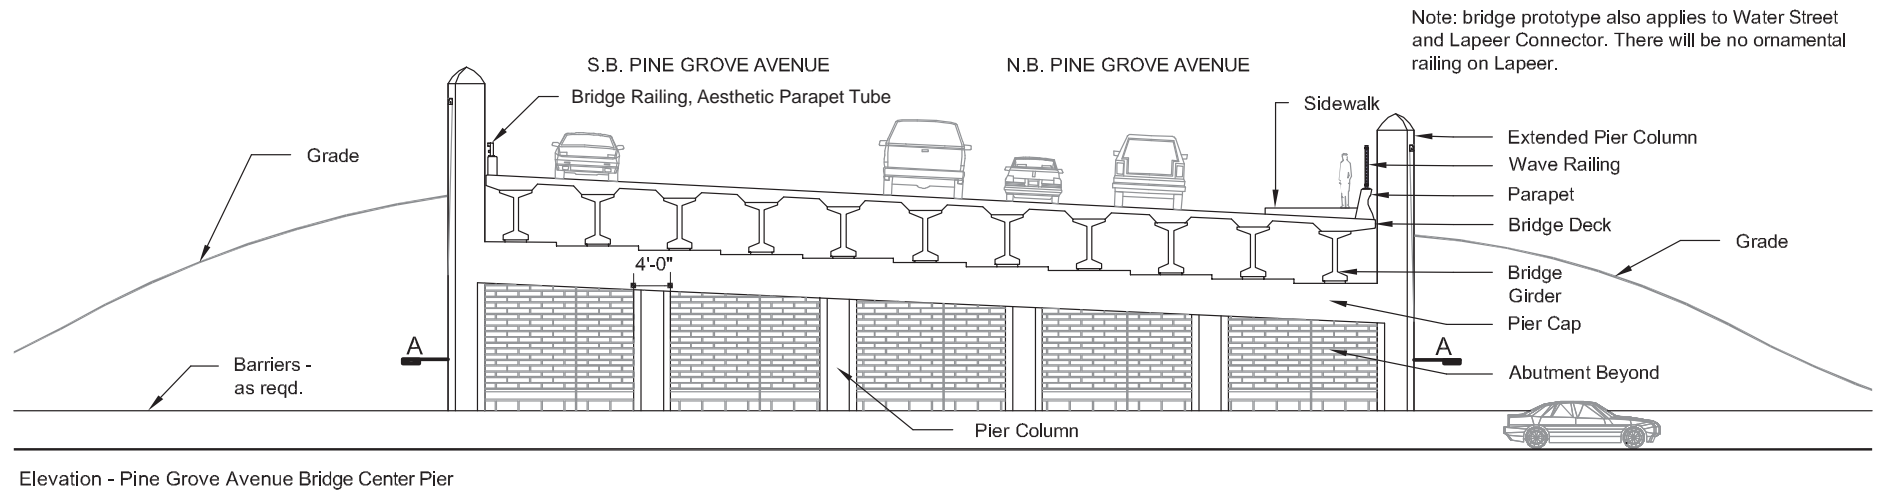 Note: bridge prototype also applies to Water Street
and Lapeer Connector. There will be no ornamental
railing on Lapeer.
S.B. PINE GROVE AVENUE
N.B. PINE GROVE AVENUE
Bridge Railing, Aesthetic Parapet Tube
Sidewalk
Extended Pier Column
Grade
Wave Railing
Parapet
Bridge Deck
Grade
4'-0"
Bridge
Girder
Pier Cap
A
A
Barriers -
as reqd.
Abutment Beyond
Pier Column
Elevation - Pine Grove Avenue Bridge Center Pier